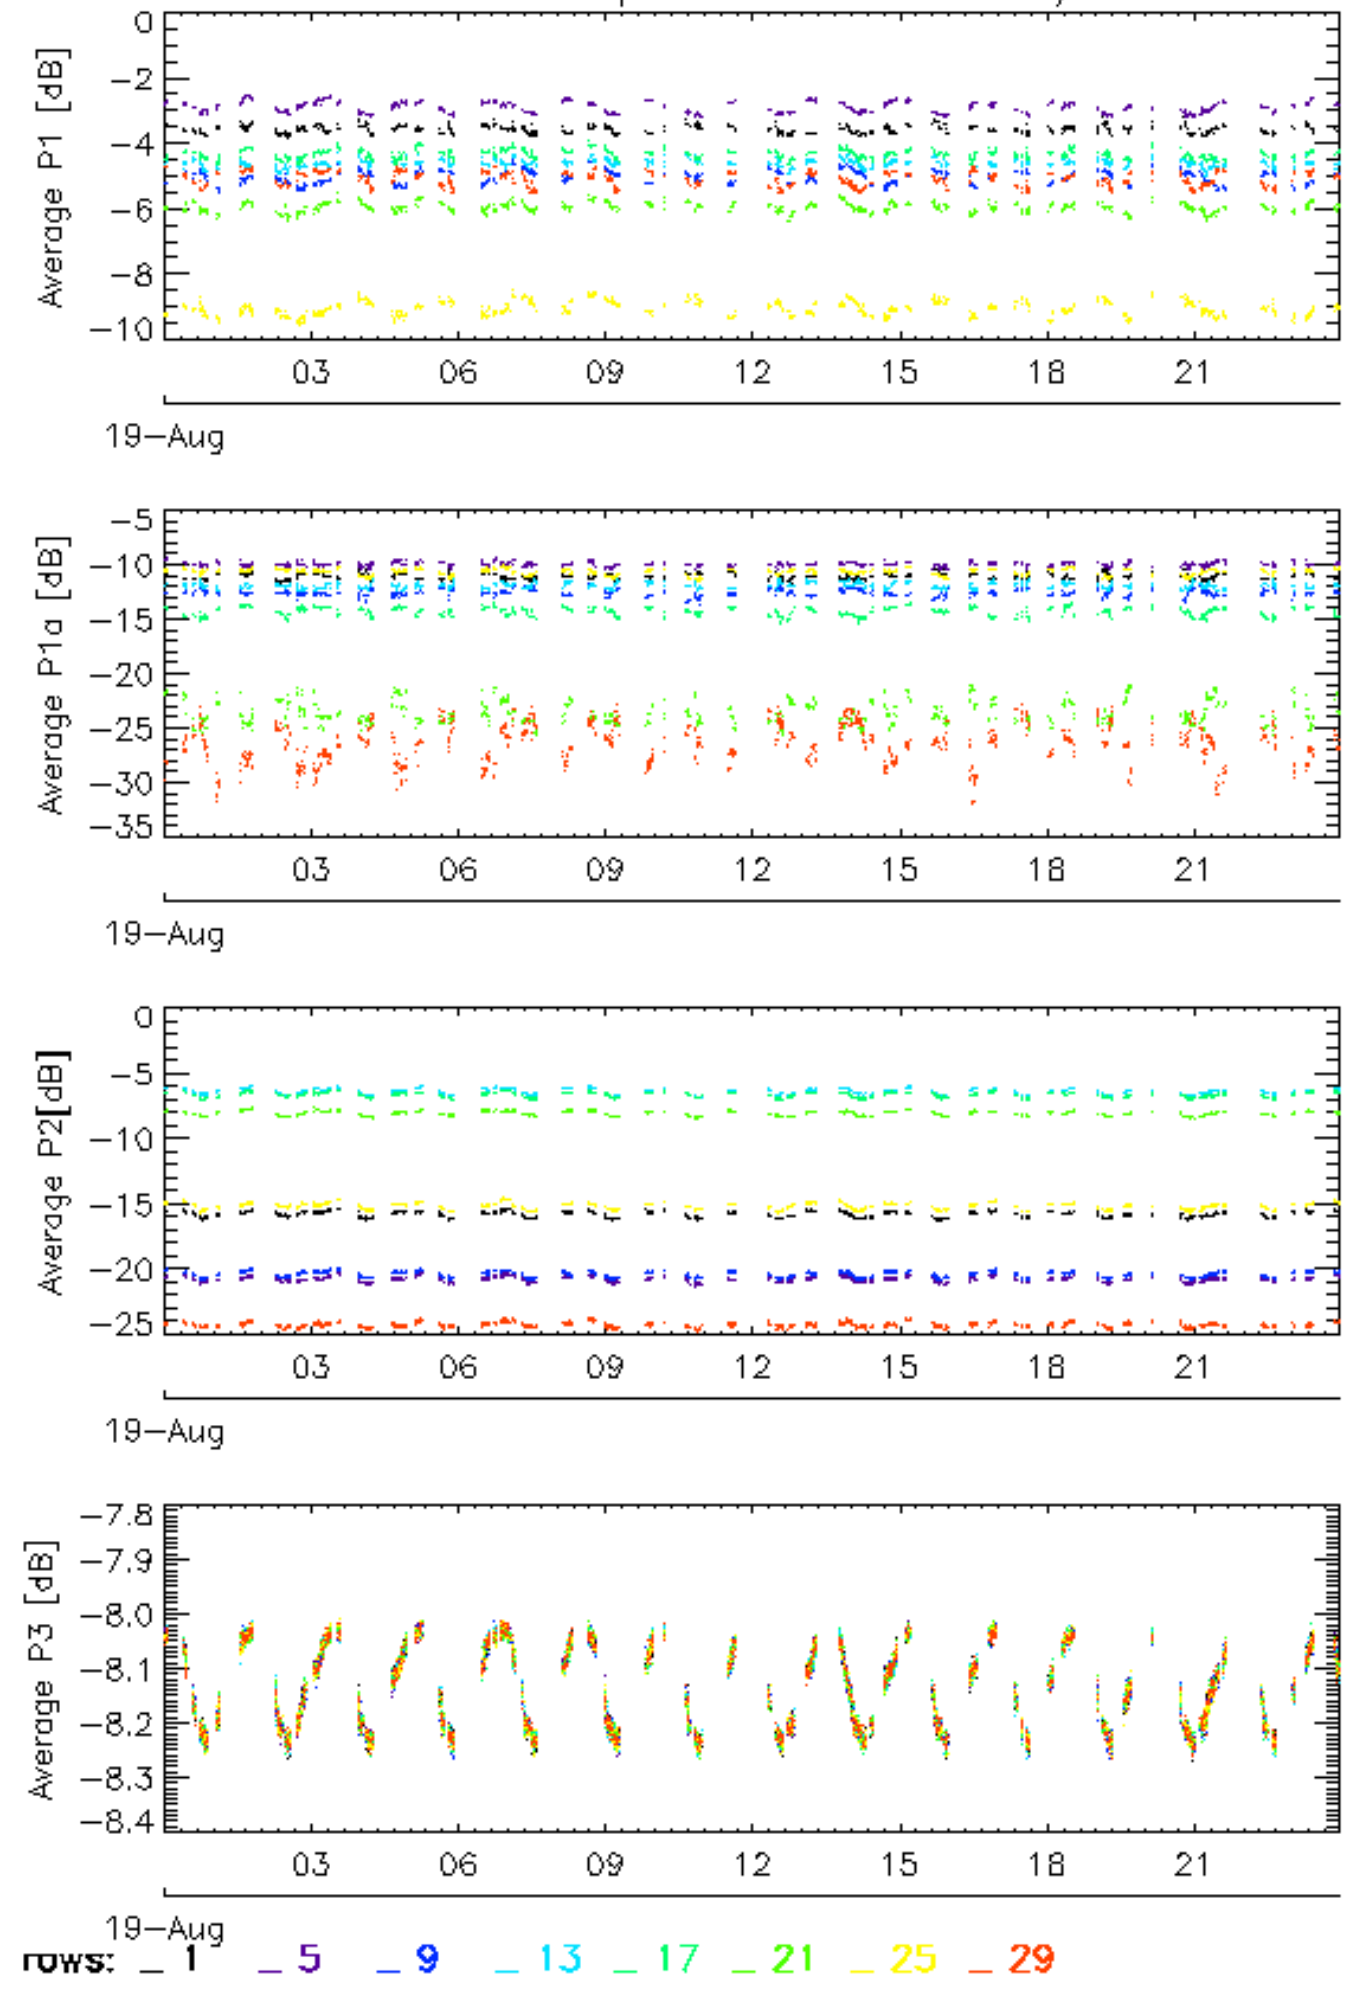 0
−2
−4
−6
−8
−10
Average P1 [dB]
03 06 09 12 15 18 21
19−Aug
−5
−10
−15
−20
−25
−30
−35
Average P1a [dB]
03 06 09 12 15 18 21
19−Aug
0
−5
−10
−15
−20
−25
Average P2[dB]
03 06 09 12 15 18 21
19−Aug
−7.8
−7.9
−8.0
−8.1
−8.2
−8.3
−8.4
Average P3 [dB]
03 06 09 12 15 18 21
19−Aug
rows: _ 1 _ 5 _ 9 _ 13 _ 17 _ 21 _ 25 _ 29